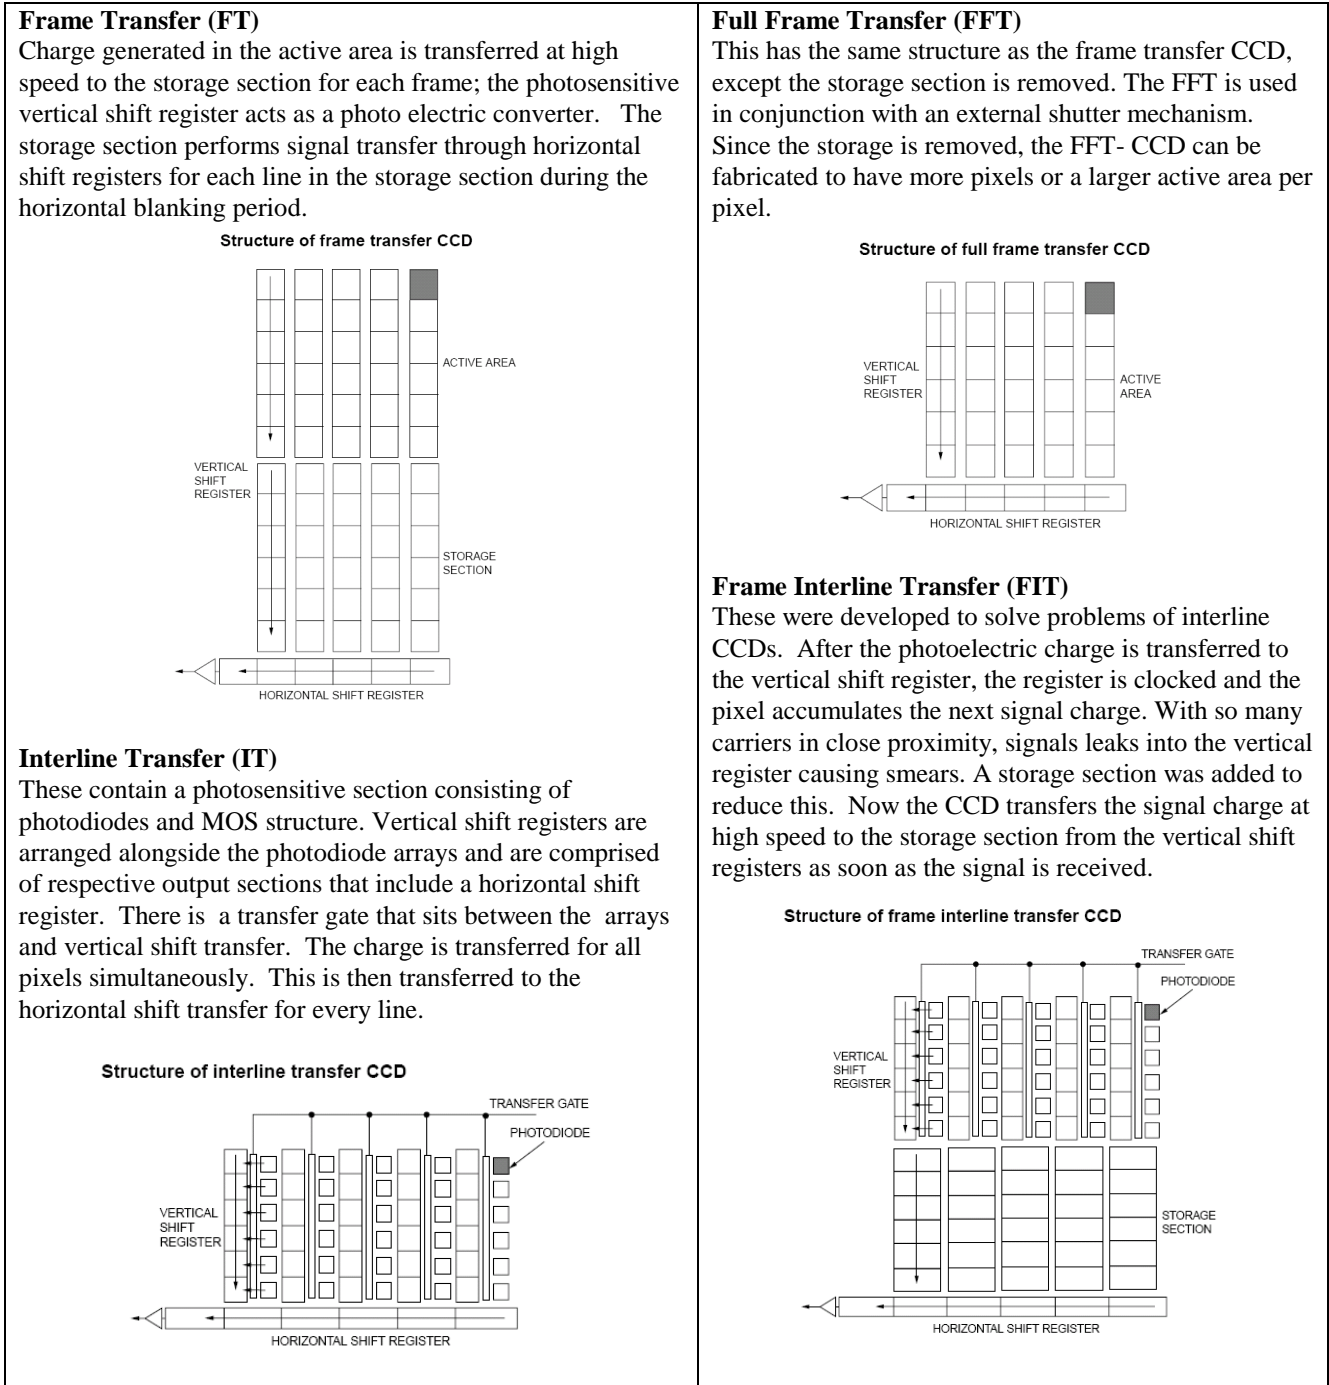 Frame Transfer (FT)
Charge generated in the active area is transferred at high
speed to the storage section for each frame; the photosensitive
vertical shift register acts as a photo electric converter. The
storage section performs signal transfer through horizontal
shift registers for each line in the storage section during the
horizontal blanking period.
Structure of frame transfer CCD
ACTIVE AREA
VERTICAL
SHIFT
REGISTER
STORAGE
SECTION
HORIZONTAL SHIFT REGISTER
Interline Transfer (IT)
These contain a photosensitive section consisting of
photodiodes and MOS structure. Vertical shift registers are
arranged alongside the photodiode arrays and are comprised
of respective output sections that include a horizontal shift
register. There is a transfer gate that sits between the arrays
and vertical shift transfer. The charge is transferred for all
pixels simultaneously. This is then transferred to the
horizontal shift transfer for every line.
Structure of interline transfer CCD
TRANSFER GATE
PHOTODIODE
VERTICAL
SHIFT
REGISTER
HORIZONTAL SHIFT REGISTER
Full Frame Transfer (FFT)
This has the same structure as the frame transfer CCD,
except the storage section is removed. The FFT is used
in conjunction with an external shutter mechanism.
Since the storage is removed, the FFT- CCD can be
fabricated to have more pixels or a larger active area per
pixel.
Structure of full frame transfer CCD
VERTICAL
SHIFT
REGISTER
ACTIVE
AREA
HORIZONTAL SHIFT REGISTER
Frame Interline Transfer (FIT)
These were developed to solve problems of interline
CCDs. After the photoelectric charge is transferred to
the vertical shift register, the register is clocked and the
pixel accumulates the next signal charge. With so many
carriers in close proximity, signals leaks into the vertical
register causing smears. A storage section was added to
reduce this. Now the CCD transfers the signal charge at
high speed to the storage section from the vertical shift
registers as soon as the signal is received.
Structure of frame interline transfer CCD
TRANSFER GATE
PHOTODIODE
VERTICAL
SHIFT
REGISTER
STORAGE
SECTION
HORIZONTAL SHIFT REGISTER